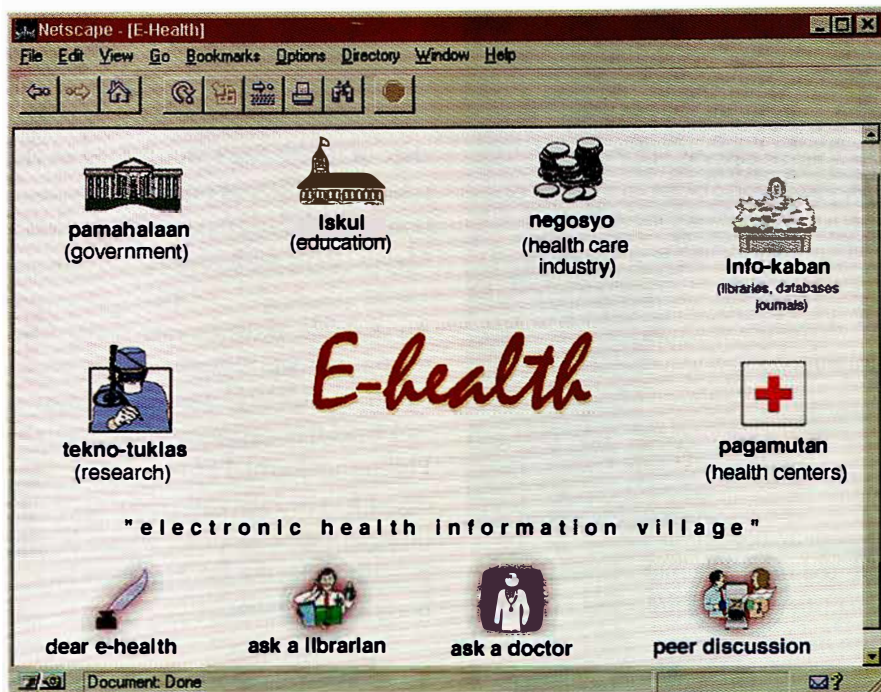 Netscape - [E-Health]
File Edit View Go Bookmarks Options Directory Window Help
pamahalaan
(government)
Iskul
(education)
negosyo
(health care
industry)
Info-kaban
(libraries, databases
journals)
E-health
tekno-tuklas
(research)
pagamutan
(health centers)
"electronic health information village"
dear e-health
ask a librarian
ask a doctor
peer discussion
Document: Done